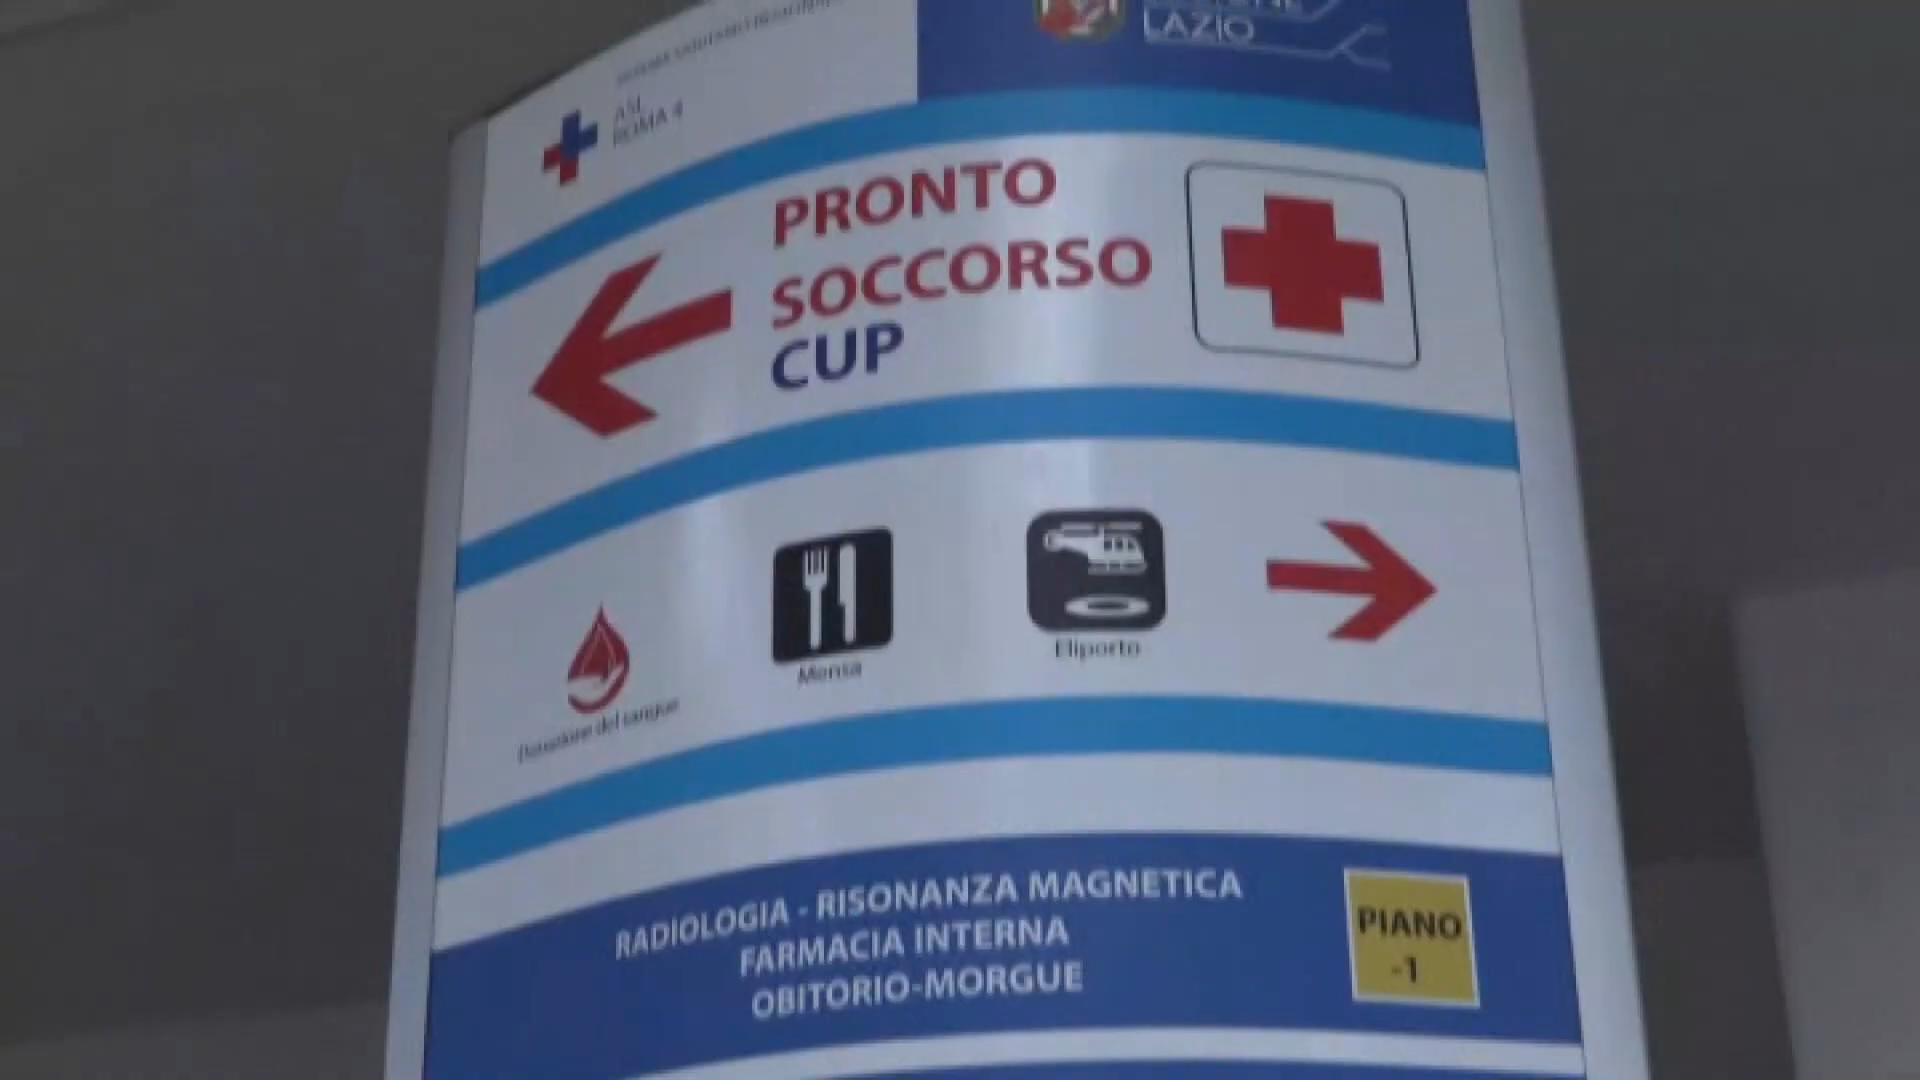 LAZIO
ASL
ROMA 4
PRONTO
SOCCORSO
CUP
Mensa
Eliporto
Donazione del sangue
RADIOLOGIA - RISONANZA MAGNETICA
FARMACIA INTERNA
OBITORIO-MORGUE
PIANO
-1